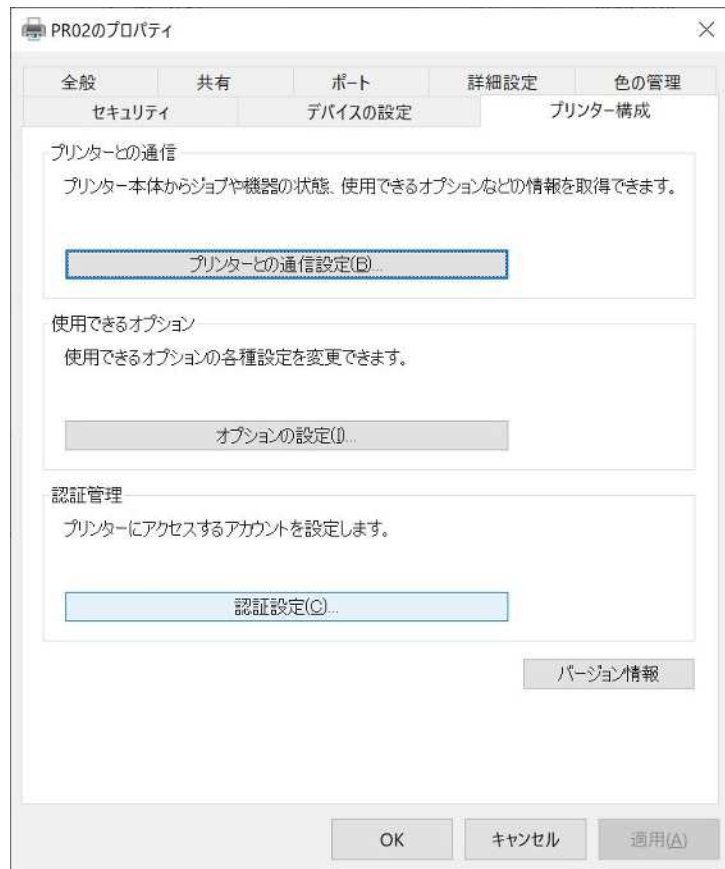 PR02のプロパティ
全般 共有 ポート 詳細設定 色の管理
セキュリティ デバイスの設定 プリンター構成
プリンターとの通信
プリンター本体からジョブや機器の状態、使用できるオプションなどの情報を取得できます。
プリンターとの通信設定(B)...
使用できるオプション
使用できるオプションの各種設定を変更できます。
オプションの設定(I)...
認証管理
プリンターにアクセスするアカウントを設定します。
認証設定(C)...
バージョン情報
OK キャンセル 適用(A)